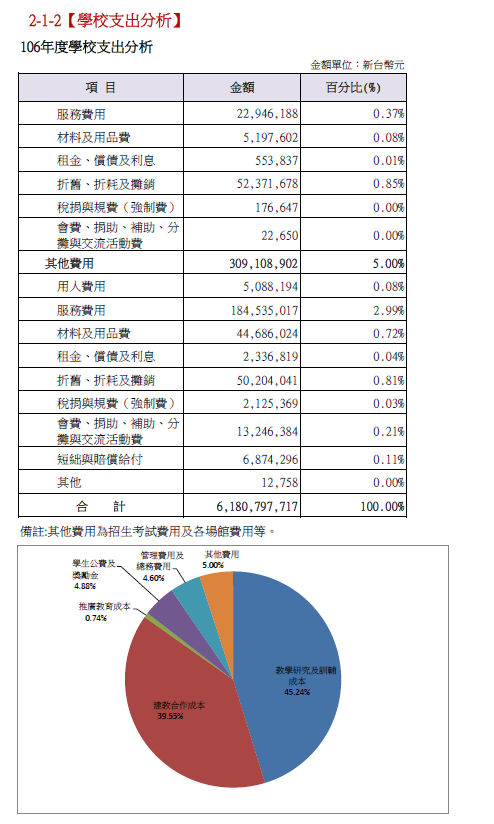 2-1-2【學校支出分析】
106年度學校支出分析
金額單位：新台幣元
項 目 金額 百分比(%)
服務費用 22,946,188 0.37%
材料及用品費 5,197,602 0.08%
租金、償債及利息 553,837 0.01%
折舊、折耗及攤銷 52,371,678 0.85%
稅捐與規費（強制費） 176,647 0.00%
會費、捐助、補助、分
攤與交流活動費 22,650 0.00%
其他費用 309,108,902 5.00%
用人費用 5,088,194 0.08%
服務費用 184,535,017 2.99%
材料及用品費 44,686,024 0.72%
租金、償債及利息 2,336,819 0.04%
折舊、折耗及攤銷 50,204,041 0.81%
稅捐與規費（強制費） 2,125,369 0.03%
會費、捐助、補助、分
攤與交流活動費 13,246,384 0.21%
短絀與賠償給付 6,874,296 0.11%
其他 12,758 0.00%
合 計 6,180,797,717 100.00%
備註:其他費用為招生考試費用及各場館費用等。
其他費用
5.00%
管理費用及
總務費用
4.60%
學生公費及
獎勵金
4.88%
推廣教育成本
0.74%
教學研究及訓輔
成本
45.24%
建教合作成本
39.55%